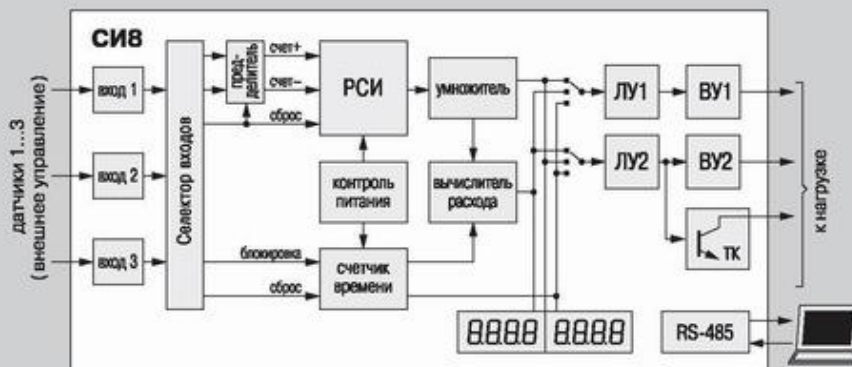 СИ8
датчики 1...3
(внешнее управление)
вход 1
вход 2
вход 3
Селектор входов
пред-
делитель
счет+
счет–
сброс
РСИ
умножитель
контроль
питания
вычислитель
расхода
блокировка
сброс
счетчик
времени
ЛУ1
ВУ1
ЛУ2
ВУ2
ТК
к нагрузке
8.8.8.8 8.8.8.8
RS-485